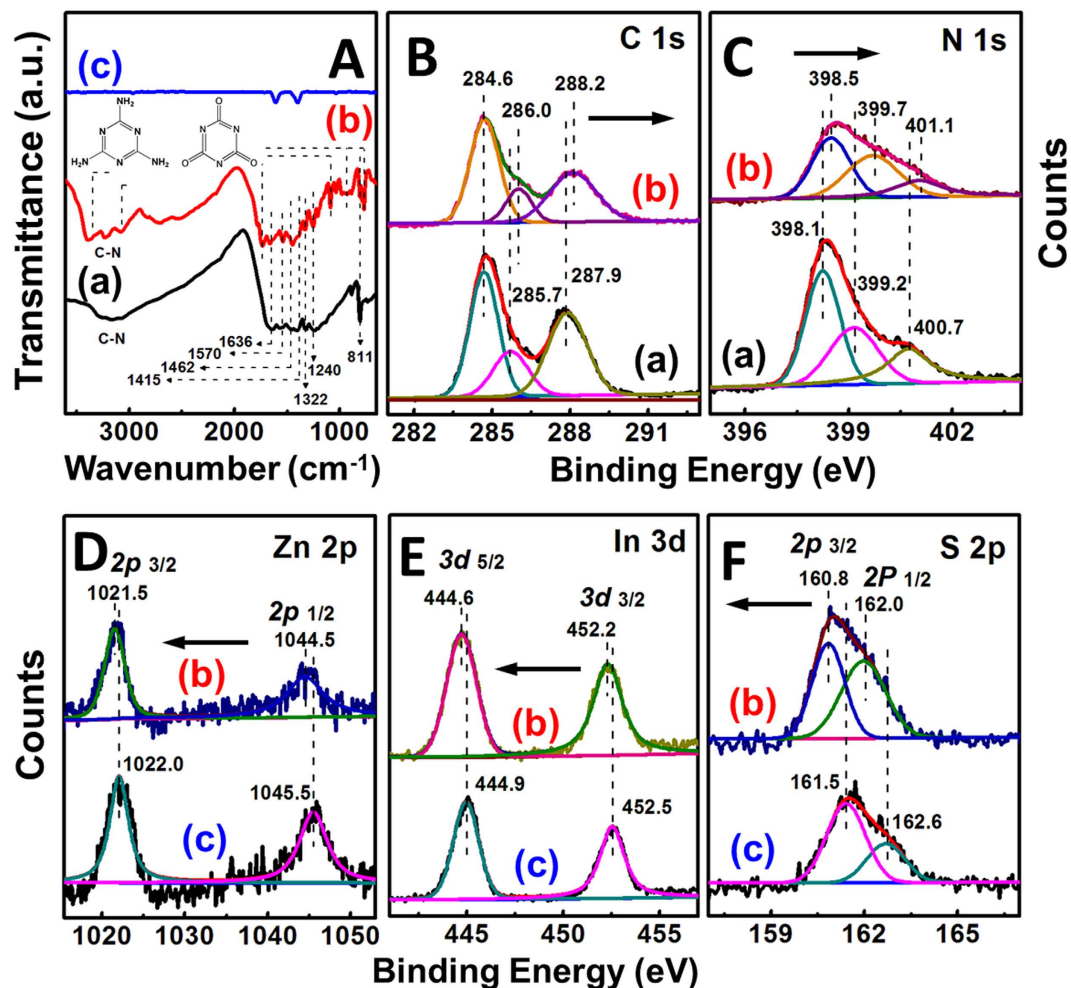 A
(c)
(b)
(a)
NH₂
N
N
N
H₂N
NH₂
O
N
N
O
N
O
C-N
C-N
1636
1570
1462
1415
1322
1240
811
Transmittance (a.u.)
3000
2000
1000
Wavenumber (cm⁻¹)
B
C 1s
284.6
286.0
288.2
(b)
285.7
287.9
(a)
282
285
288
291
C
N 1s
398.5
399.7
401.1
(b)
398.1
399.2
400.7
(a)
396
399
402
Counts
Binding Energy (eV)
D
Zn 2p
2p 3/2
1021.5
2p 1/2
1044.5
(b)
1022.0
1045.5
(c)
1020
1030
1040
1050
Counts
E
In 3d
3d 5/2
444.6
3d 3/2
452.2
(b)
444.9
452.5
(c)
445
450
455
F
S 2p
2p 3/2
160.8
2P 1/2
162.0
(b)
161.5
162.6
(c)
159
162
165
Binding Energy (eV)